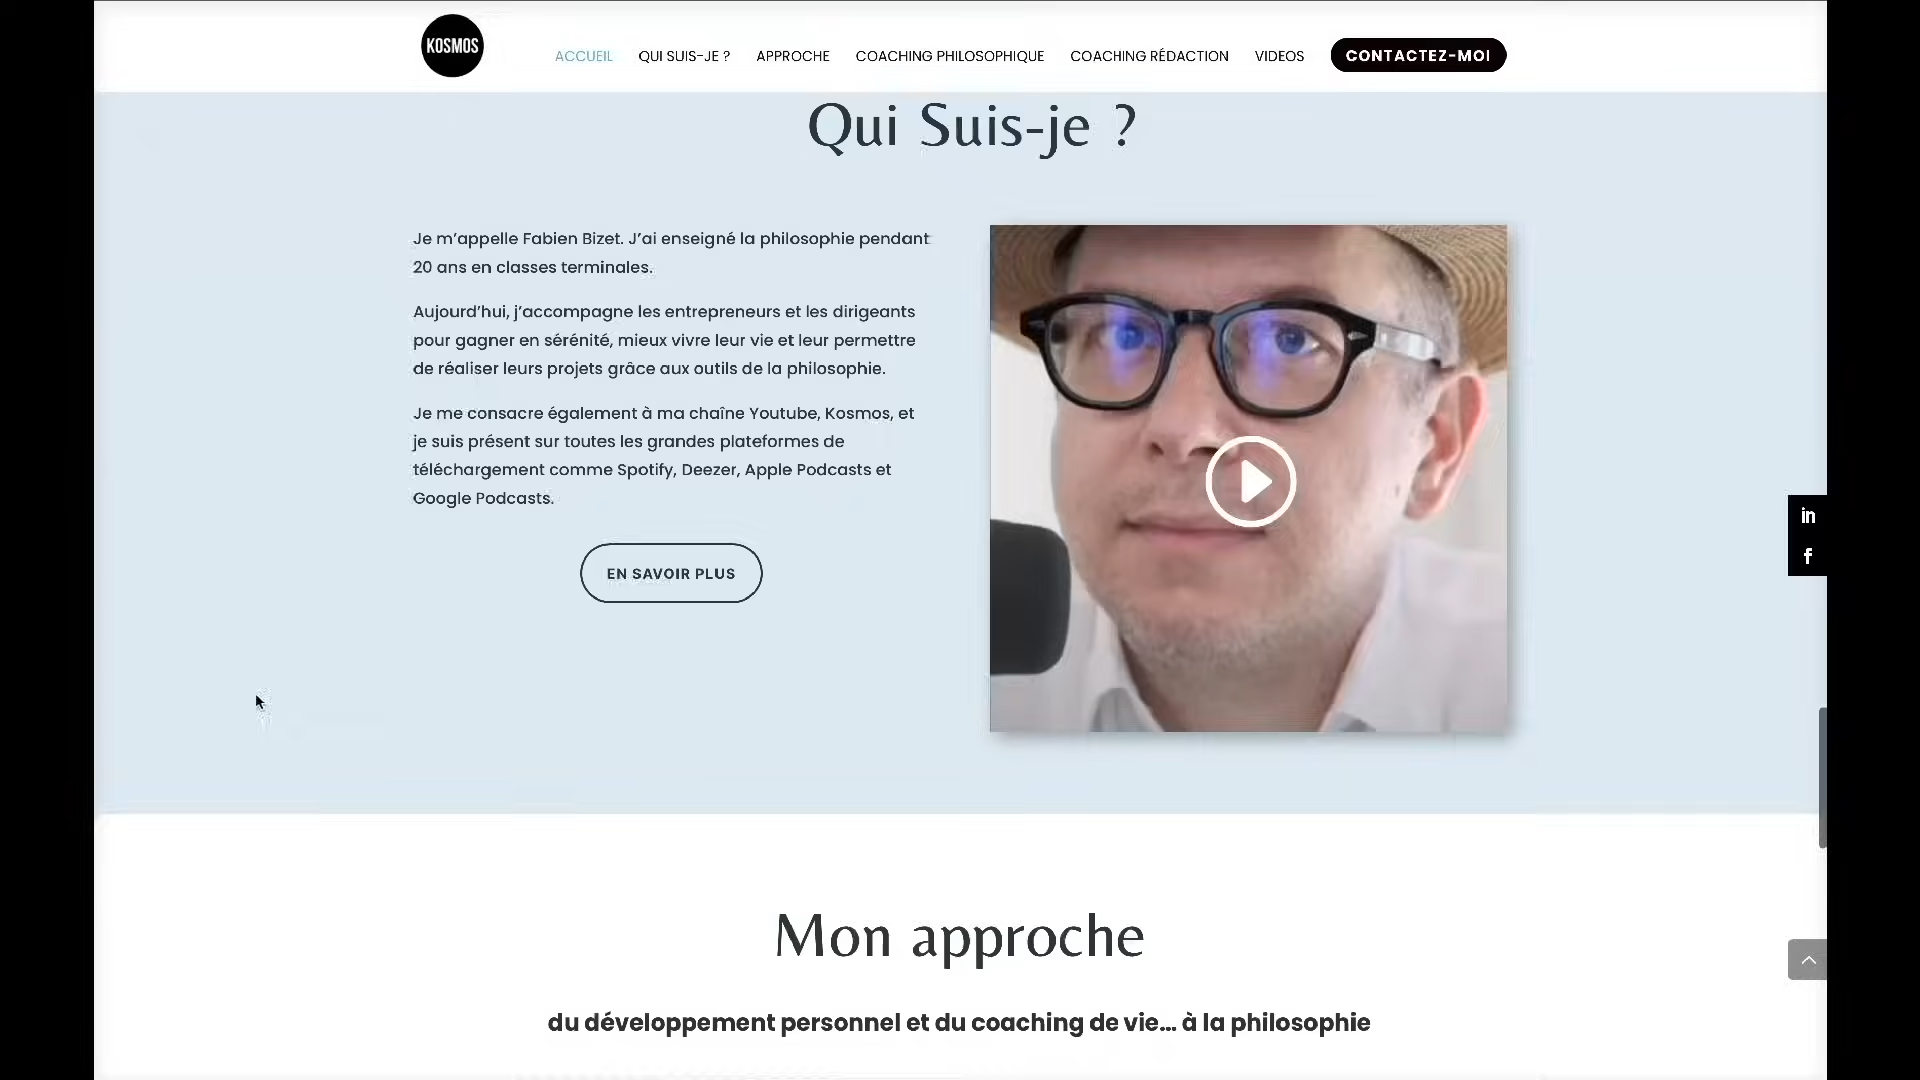 KOSMOS
ACCUEIL QUI SUIS-JE ? APPROCHE COACHING PHILOSOPHIQUE COACHING RÉDACTION VIDEOS CONTACTEZ-MOI
Qui Suis-je ?
Je m’appelle Fabien Bizet. J’ai enseigné la philosophie pendant
20 ans en classes terminales.
Aujourd’hui, j’accompagne les entrepreneurs et les dirigeants
pour gagner en sérénité, mieux vivre leur vie et leur permettre
de réaliser leurs projets grâce aux outils de la philosophie.
Je me consacre également à ma chaîne Youtube, Kosmos, et
je suis présent sur toutes les grandes plateformes de
téléchargement comme Spotify, Deezer, Apple Podcasts et
Google Podcasts.
EN SAVOIR PLUS
in
f
Mon approche
du développement personnel et du coaching de vie... à la philosophie